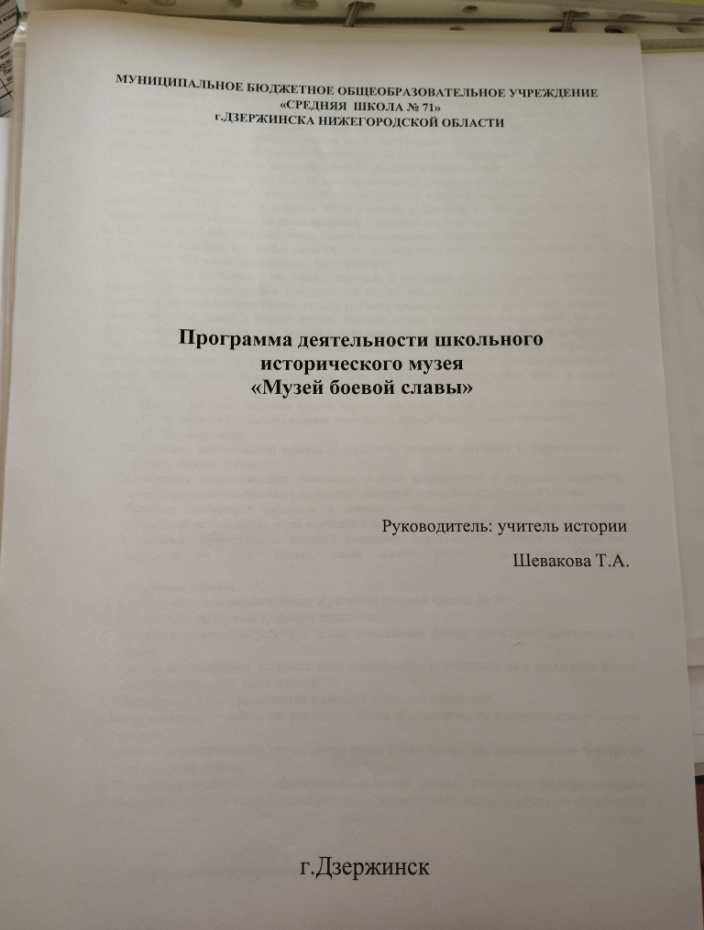 МУНИЦИПАЛЬНОЕ БЮДЖЕТНОЕ ОБЩЕОБРАЗОВАТЕЛЬНОЕ УЧРЕЖДЕНИЕ
«СРЕДНЯЯ ШКОЛА № 71»
г.ДЗЕРЖИНСКА НИЖЕГОРОДСКОЙ ОБЛАСТИ
Программа деятельности школьного
исторического музея
«Музей боевой славы»
Руководитель: учитель истории
Шевакова Т.А.
г.Дзержинск